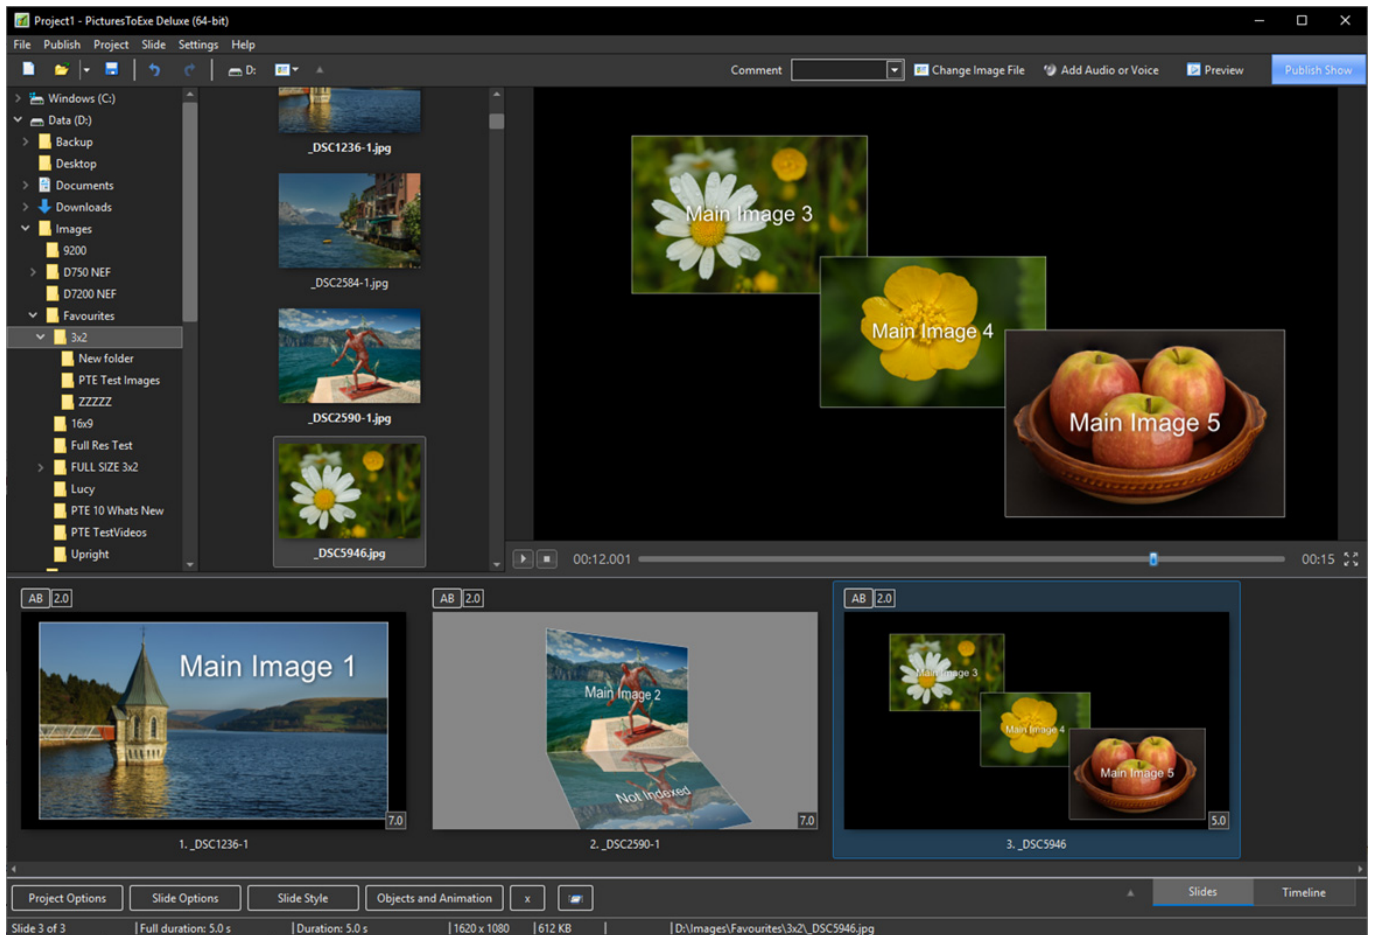 Project1 - PicturesToExe Deluxe (64-bit)
File Publish Project Slide Settings Help
D: Comment Change Image File Add Audio or Voice Preview Publish Show
Windows (C:)
Data (D:)
Backup
Desktop
Documents
Downloads
Images
9200
D750 NEF
D7200 NEF
Favourites
3x2
New folder
PTE Test Images
ZZZZZ
16x9
Full Res Test
FULL SIZE 3x2
Lucy
PTE 10 Whats New
PTE TestVideos
Upright
_DSC1236-1.jpg
_DSC2584-1.jpg
_DSC2590-1.jpg
_DSC5946.jpg
Main Image 3
Main Image 4
Main Image 5
00:12.001 00:15
AB 2.0
Main Image 1
7.0
1. _DSC1236-1
AB 2.0
Main Image 2
Not Indexed
7.0
2. _DSC2590-1
AB 2.0
Main Image 3
Main Image 4
Main Image 5
5.0
3. _DSC5946
Project Options Slide Options Slide Style Objects and Animation x Slides Timeline
Slide 3 of 3 | Full duration: 5.0 s | Duration: 5.0 s | 1620 x 1080 | 612 KB | | D:\Images\Favourites\3x2\_DSC5946.jpg